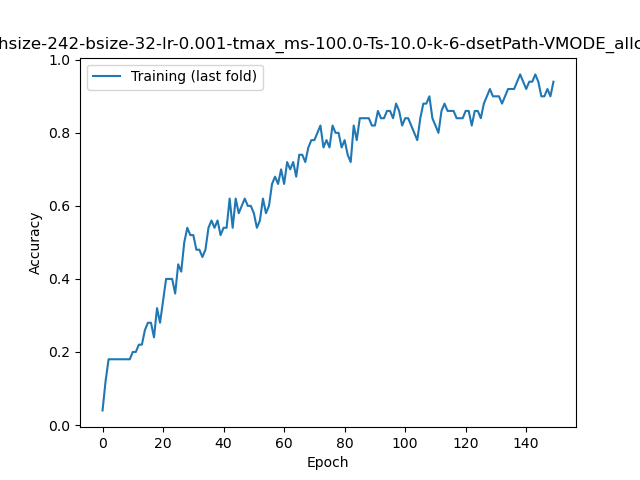 hsize-242-bsize-32-lr-0.001-tmax_ms-100.0-Ts-10.0-k-6-dsetPath-VMODE_allo
Training (last fold)
1.0
0.8
0.6
0.4
0.2
0.0
Accuracy
0 20 40 60 80 100 120 140
Epoch